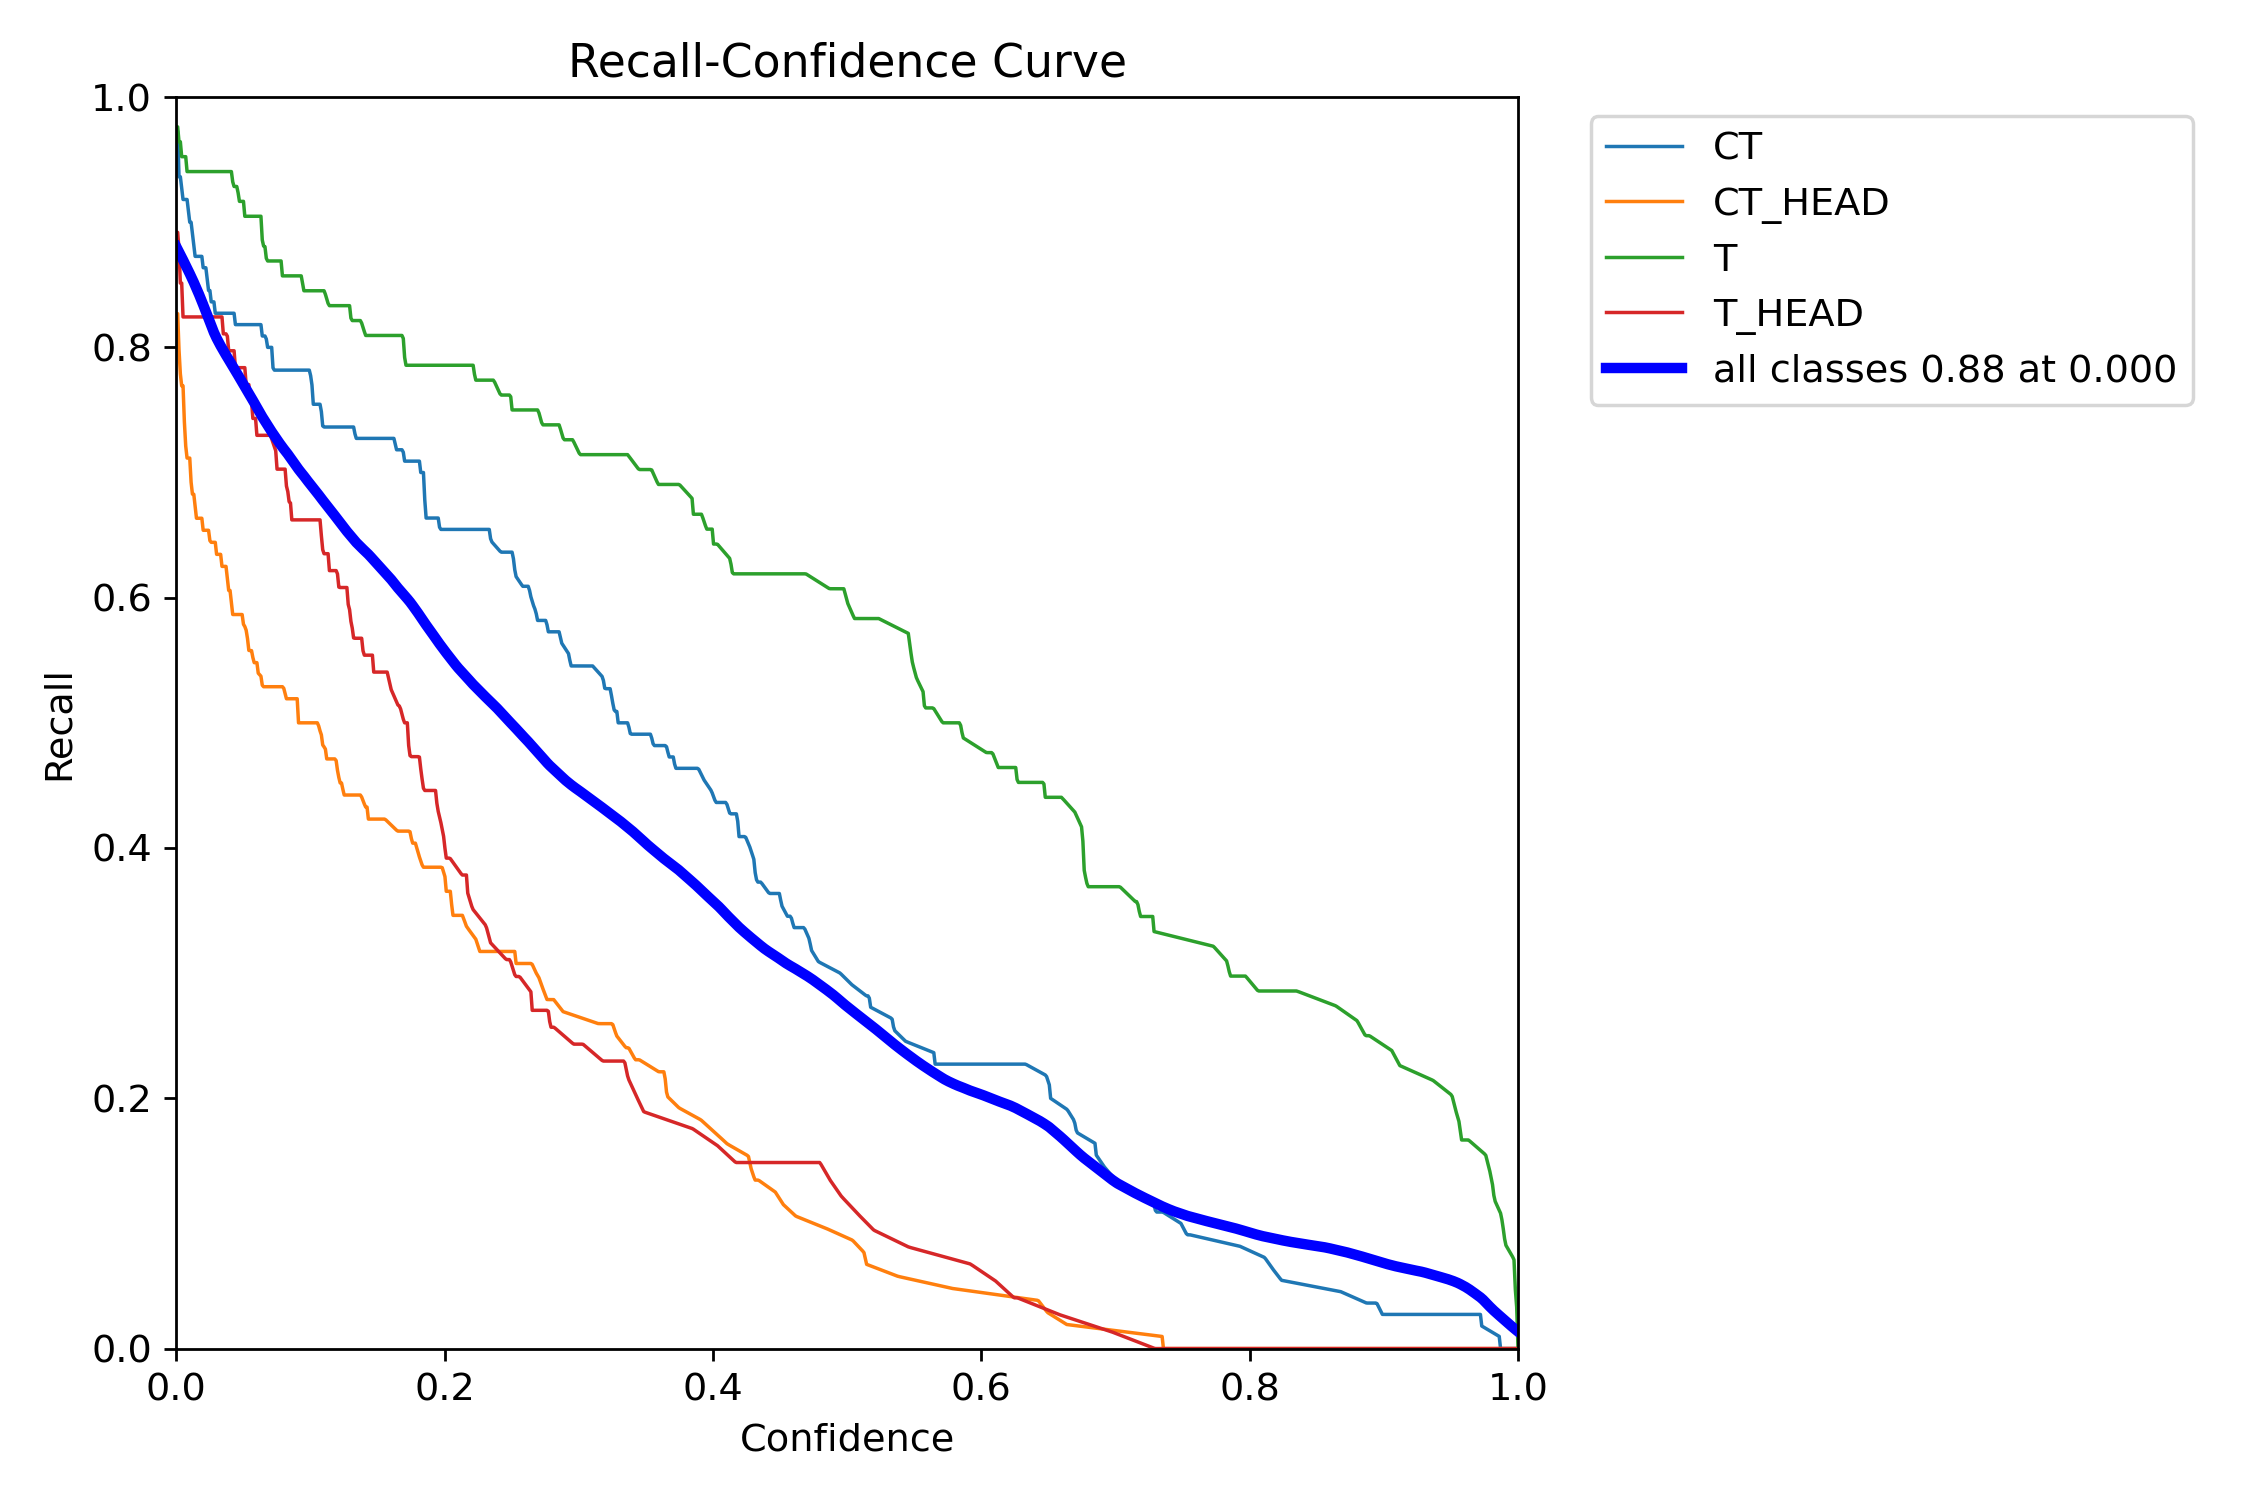 Recall-Confidence Curve
1.0
0.8
0.6
0.4
0.2
0.0
Recall
0.0 0.2 0.4 0.6 0.8 1.0
Confidence
CT
CT_HEAD
T
T_HEAD
all classes 0.88 at 0.000